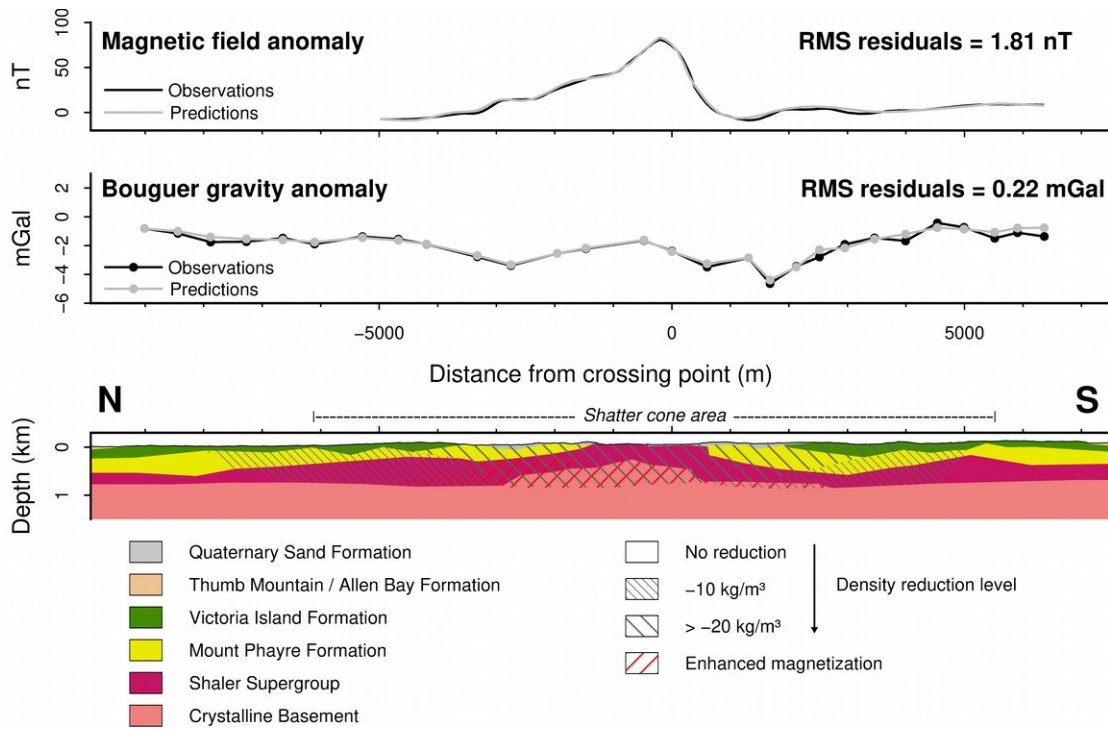 100
50
0
nT
Magnetic field anomaly
RMS residuals = 1.81 nT
Observations
Predictions
2
0
−2
−4
−6
mGal
Bouguer gravity anomaly
RMS residuals = 0.22 mGal
Observations
Predictions
−5000
0
5000
Distance from crossing point (m)
N
Shatter cone area
S
Depth (km)
0
1
Quaternary Sand Formation
Thumb Mountain / Allen Bay Formation
Victoria Island Formation
Mount Phayre Formation
Shaler Supergroup
Crystalline Basement
No reduction
−10 kg/m³
> −20 kg/m³
Enhanced magnetization
Density reduction level